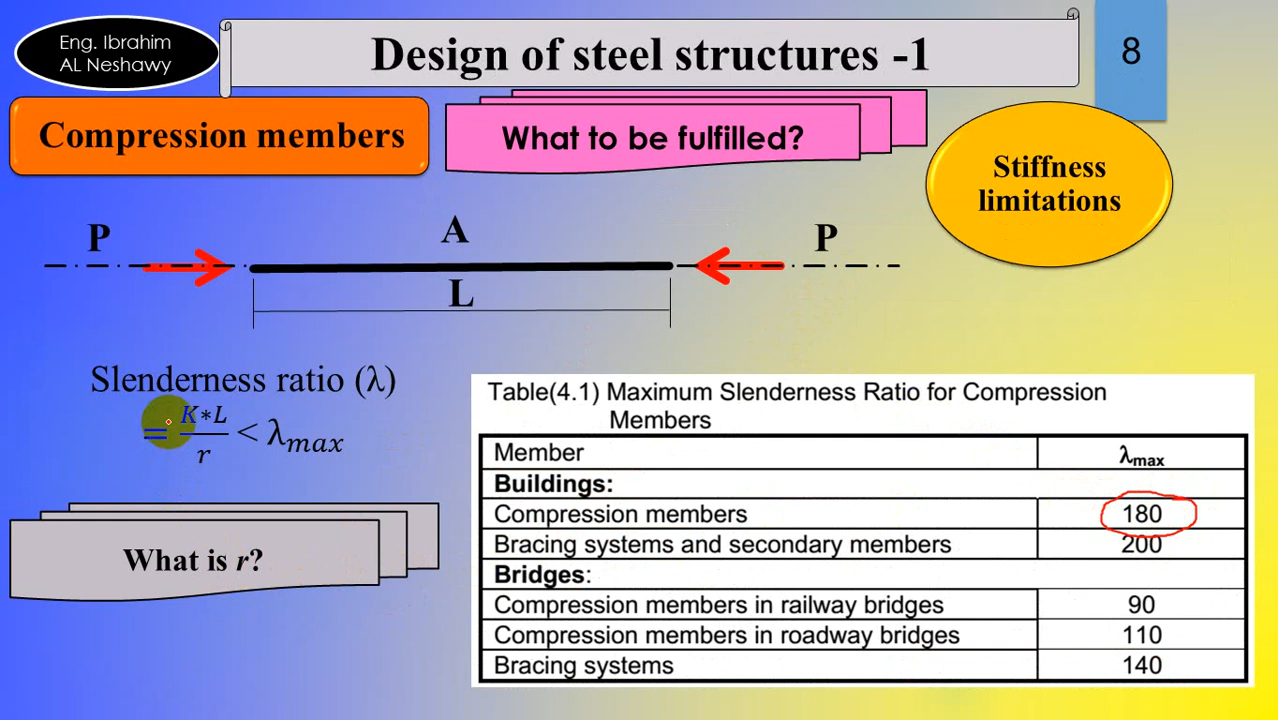 Eng. Ibrahim
AL Neshawy
Design of steel structures -1
8
Compression members
What to be fulfilled?
Stiffness
limitations
P
A
P
L
Slenderness ratio (λ)
= K∗L / r < λmax
What is r?
Table(4.1) Maximum Slenderness Ratio for Compression
Members
Member λmax
Buildings:
Compression members 180
Bracing systems and secondary members 200
Bridges:
Compression members in railway bridges 90
Compression members in roadway bridges 110
Bracing systems 140